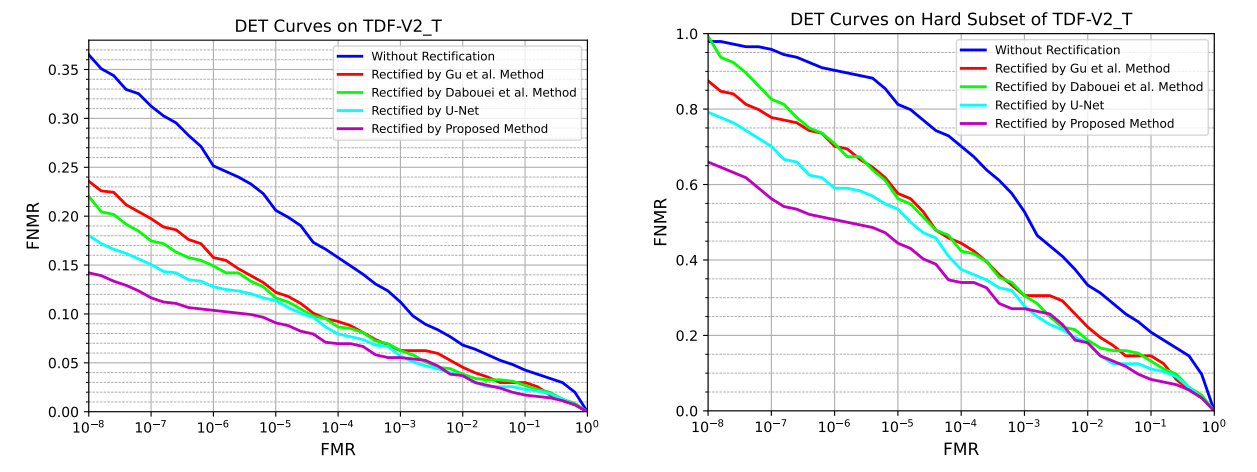 DET Curves on TDF-V2_T
FNMR
0.35
0.30
0.25
0.20
0.15
0.10
0.05
0.00
Without Rectification
Rectified by Gu et al. Method
Rectified by Dabouei et al. Method
Rectified by U-Net
Rectified by Proposed Method
10⁻⁸ 10⁻⁷ 10⁻⁶ 10⁻⁵ 10⁻⁴ 10⁻³ 10⁻² 10⁻¹ 10⁰
FMR
DET Curves on Hard Subset of TDF-V2_T
FNMR
1.0
0.8
0.6
0.4
0.2
0.0
Without Rectification
Rectified by Gu et al. Method
Rectified by Dabouei et al. Method
Rectified by U-Net
Rectified by Proposed Method
10⁻⁸ 10⁻⁷ 10⁻⁶ 10⁻⁵ 10⁻⁴ 10⁻³ 10⁻² 10⁻¹ 10⁰
FMR